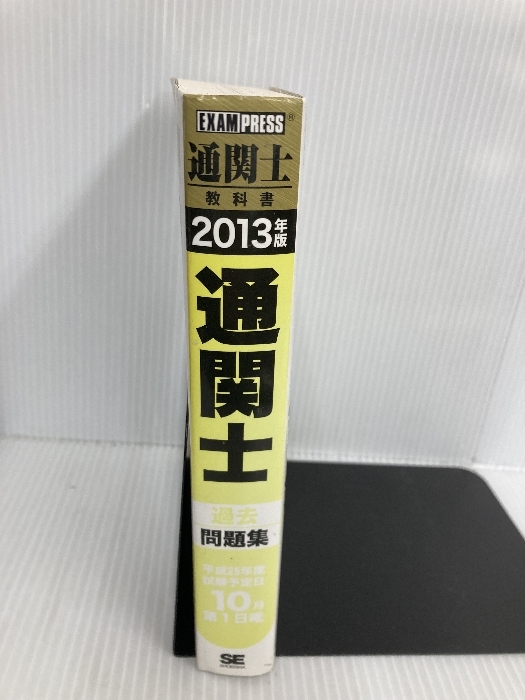 EXAMPRESS®
通関士
教科書
2013年版
通関士
過去
問題集
平成25年度
試験予定日
10月
第1日曜
SE
SHOEISHA